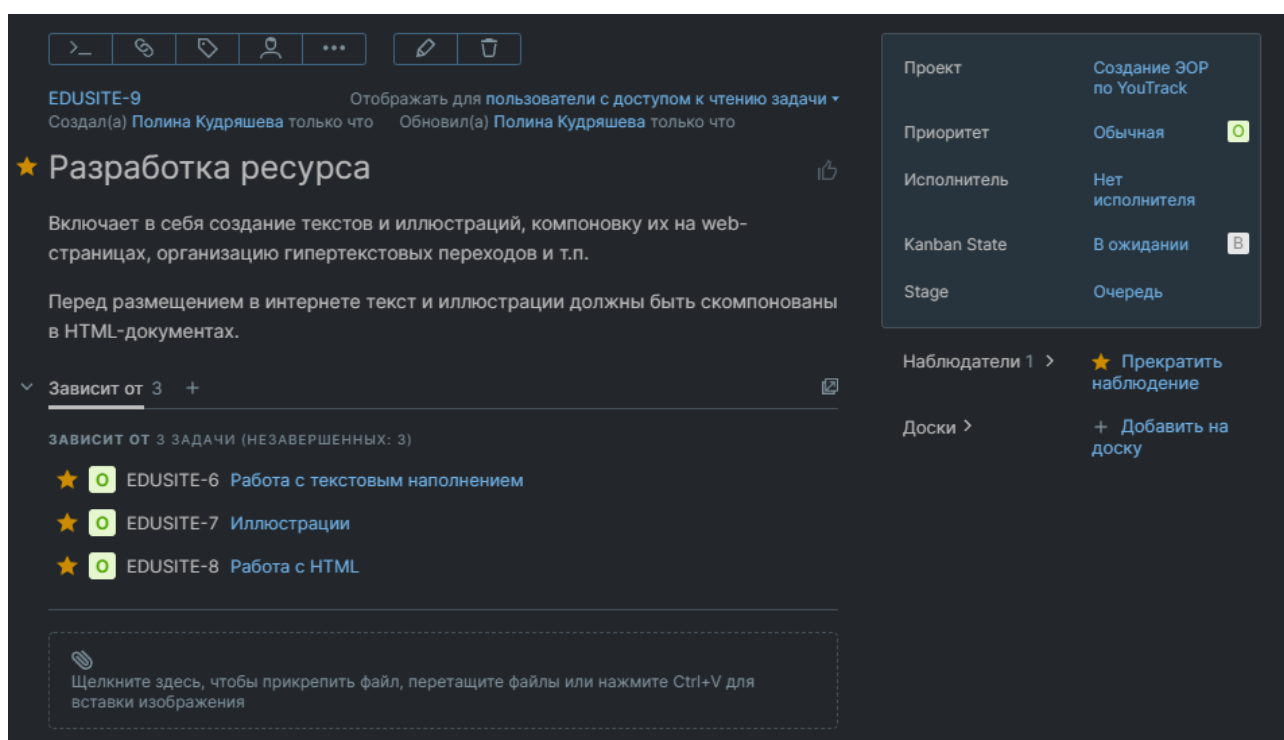 EDUSITE-9 Отображать для пользователи с доступом к чтению задачи
Создал(а) Полина Кудряшева только что Обновил(а) Полина Кудряшева только что
Разработка ресурса
Включает в себя создание текстов и иллюстраций, компоновку их на web-
страницах, организацию гипертекстовых переходов и т.п.
Перед размещением в интернете текст и иллюстрации должны быть скомпонованы
в HTML-документах.
Зависит от 3 +
ЗАВИСИТ ОТ 3 ЗАДАЧИ (НЕЗАВЕРШЕННЫХ: 3)
О EDUSITE-6 Работа с текстовым наполнением
О EDUSITE-7 Иллюстрации
О EDUSITE-8 Работа с HTML
Щелкните здесь, чтобы прикрепить файл, перетащите файлы или нажмите Ctrl+V для
вставки изображения
Проект Создание ЭОР
по YouTrack
Приоритет Обычная О
Исполнитель Нет
исполнителя
Kanban State В ожидании В
Stage Очередь
Наблюдатели 1 > Прекратить
наблюдение
Доски > + Добавить на
доску